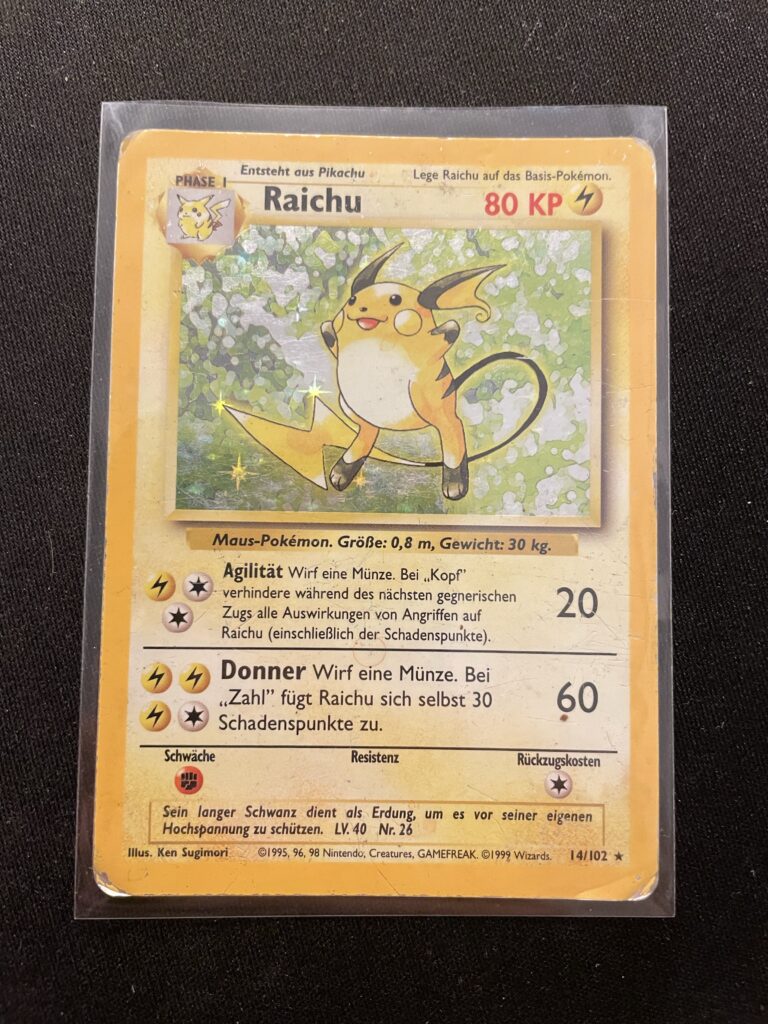 Entsteht aus Pikachu
Lege Raichu auf das Basis-Pokémon.
PHASE 1
Raichu
80 KP
Maus-Pokémon. Größe: 0,8 m, Gewicht: 30 kg.
Agilität Wirf eine Münze. Bei „Kopf”
verhindere während des nächsten gegnerischen
Zugs alle Auswirkungen von Angriffen auf
Raichu (einschließlich der Schadenspunkte).
20
Donner Wirf eine Münze. Bei
„Zahl” fügt Raichu sich selbst 30
Schadenspunkte zu.
60
Schwäche
Resistenz
Rückzugskosten
Sein langer Schwanz dient als Erdung, um es vor seiner eigenen
Hochspannung zu schützen. LV. 40 Nr. 26
Illus. Ken Sugimori
©1995, 96, 98 Nintendo, Creatures, GAMEFREAK. ©1999 Wizards.
14/102 ★